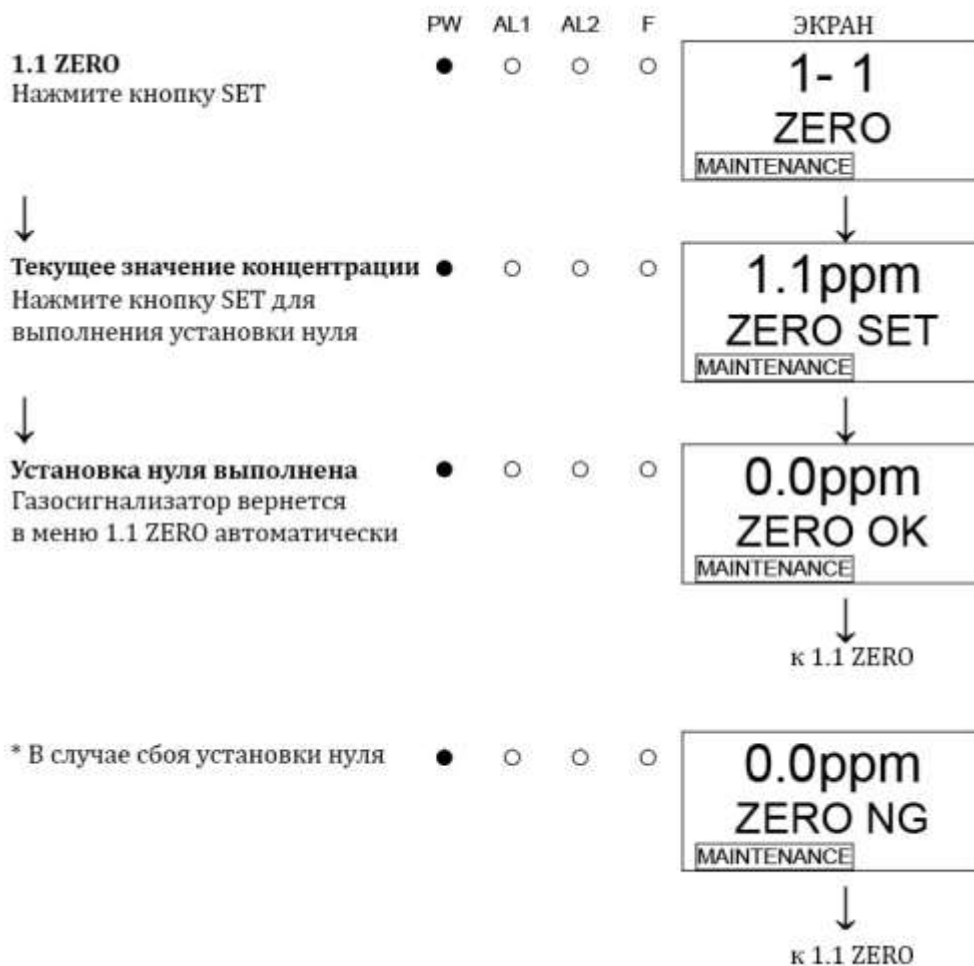 PW AL1 AL2 F ЭКРАН
1.1 ZERO
Нажмите кнопку SET
1- 1
ZERO
MAINTENANCE
Текущее значение концентрации
Нажмите кнопку SET для
выполнения установки нуля
1.1ppm
ZERO SET
MAINTENANCE
Установка нуля выполнена
Газосигнализатор вернется
в меню 1.1 ZERO автоматически
0.0ppm
ZERO OK
MAINTENANCE
к 1.1 ZERO
* В случае сбоя установки нуля
0.0ppm
ZERO NG
MAINTENANCE
к 1.1 ZERO